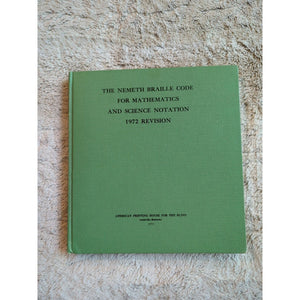 THE NEMETH BRAILLE CODE
FOR MATHEMATICS
AND SCIENCE NOTATION
1972 REVISION
AMERICAN PRINTING HOUSE FOR THE BLIND